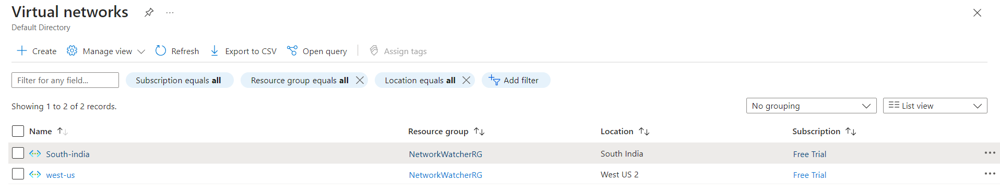 Virtual networks
Default Directory
Create Manage view Refresh Export to CSV Open query Assign tags
Filter for any field... Subscription equals all Resource group equals all Location equals all Add filter
Showing 1 to 2 of 2 records. No grouping List view
Name Resource group Location Subscription
South-india NetworkWatcherRG South India Free Trial
west-us NetworkWatcherRG West US 2 Free Trial